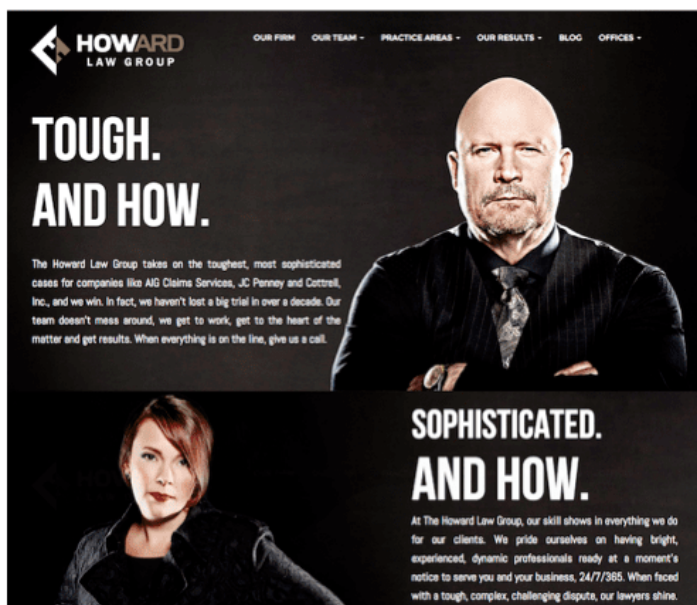 HOWARD
LAW GROUP
OUR FIRM OUR TEAM PRACTICE AREAS OUR RESULTS BLOG OFFICES
TOUGH.
AND HOW.
The Howard Law Group takes on the toughest, most sophisticated
cases for companies like AIG Claims Services, JC Penney and Cottrell,
Inc., and we win. In fact, we haven't lost a big trial in over a decade. Our
team doesn't mess around, we get to work, get to the heart of the
matter and get results. When everything is on the line, give us a call.
SOPHISTICATED.
AND HOW.
At The Howard Law Group, our skill shows in everything we do
for our clients. We pride ourselves on having bright,
experienced, dynamic professionals ready at a moment's
notice to serve you and your business, 24/7/365. When faced
with a tough, complex, challenging dispute, our lawyers shine.